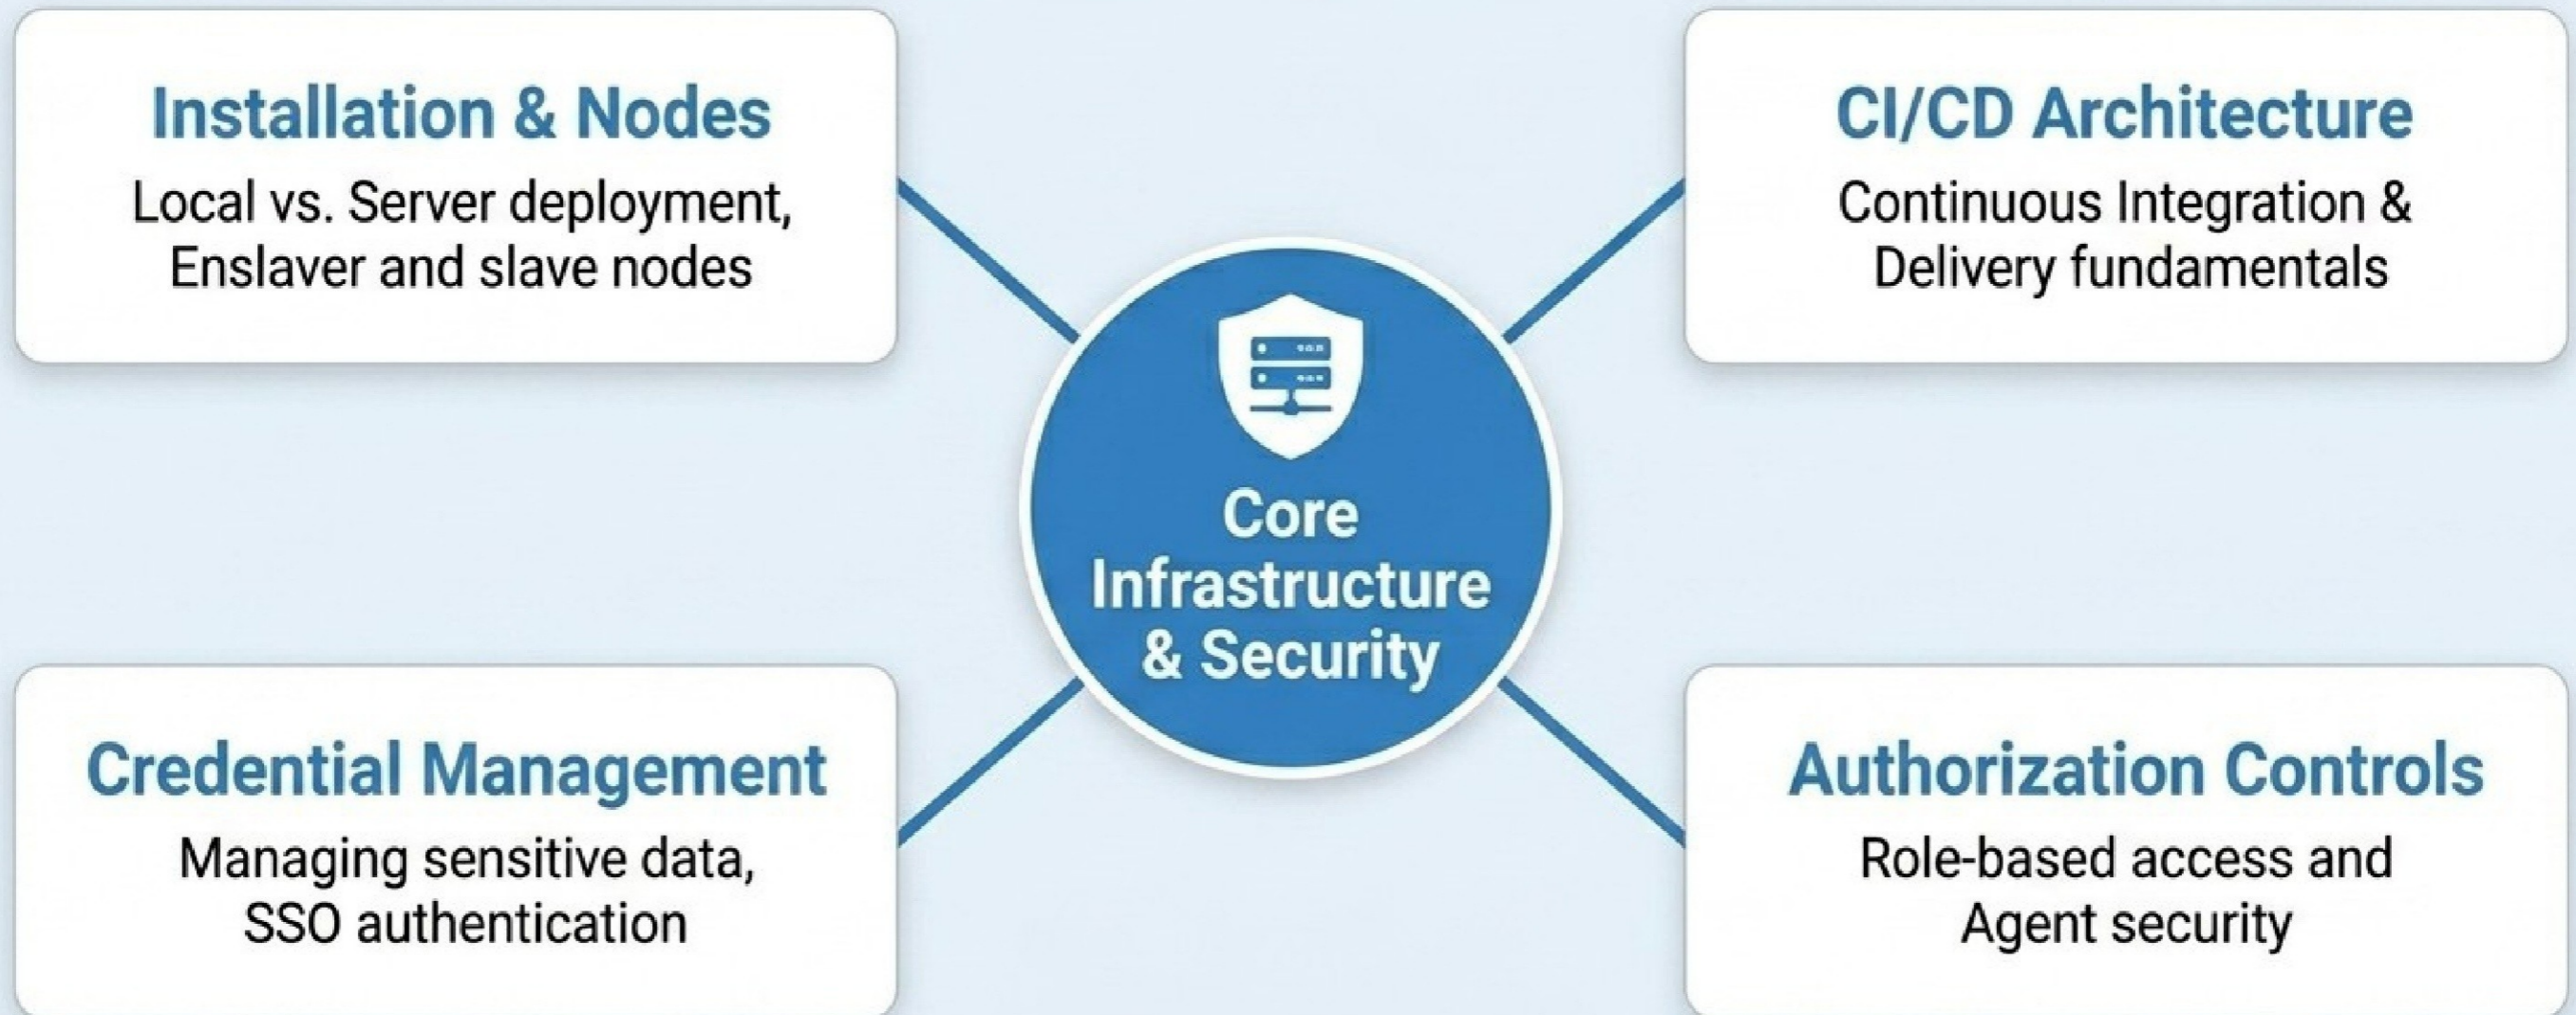 Installation & Nodes
Local vs. Server deployment,
Enslaver and slave nodes
CI/CD Architecture
Continuous Integration &
Delivery fundamentals
Core
Infrastructure
& Security
Credential Management
Managing sensitive data,
SSO authentication
Authorization Controls
Role-based access and
Agent security